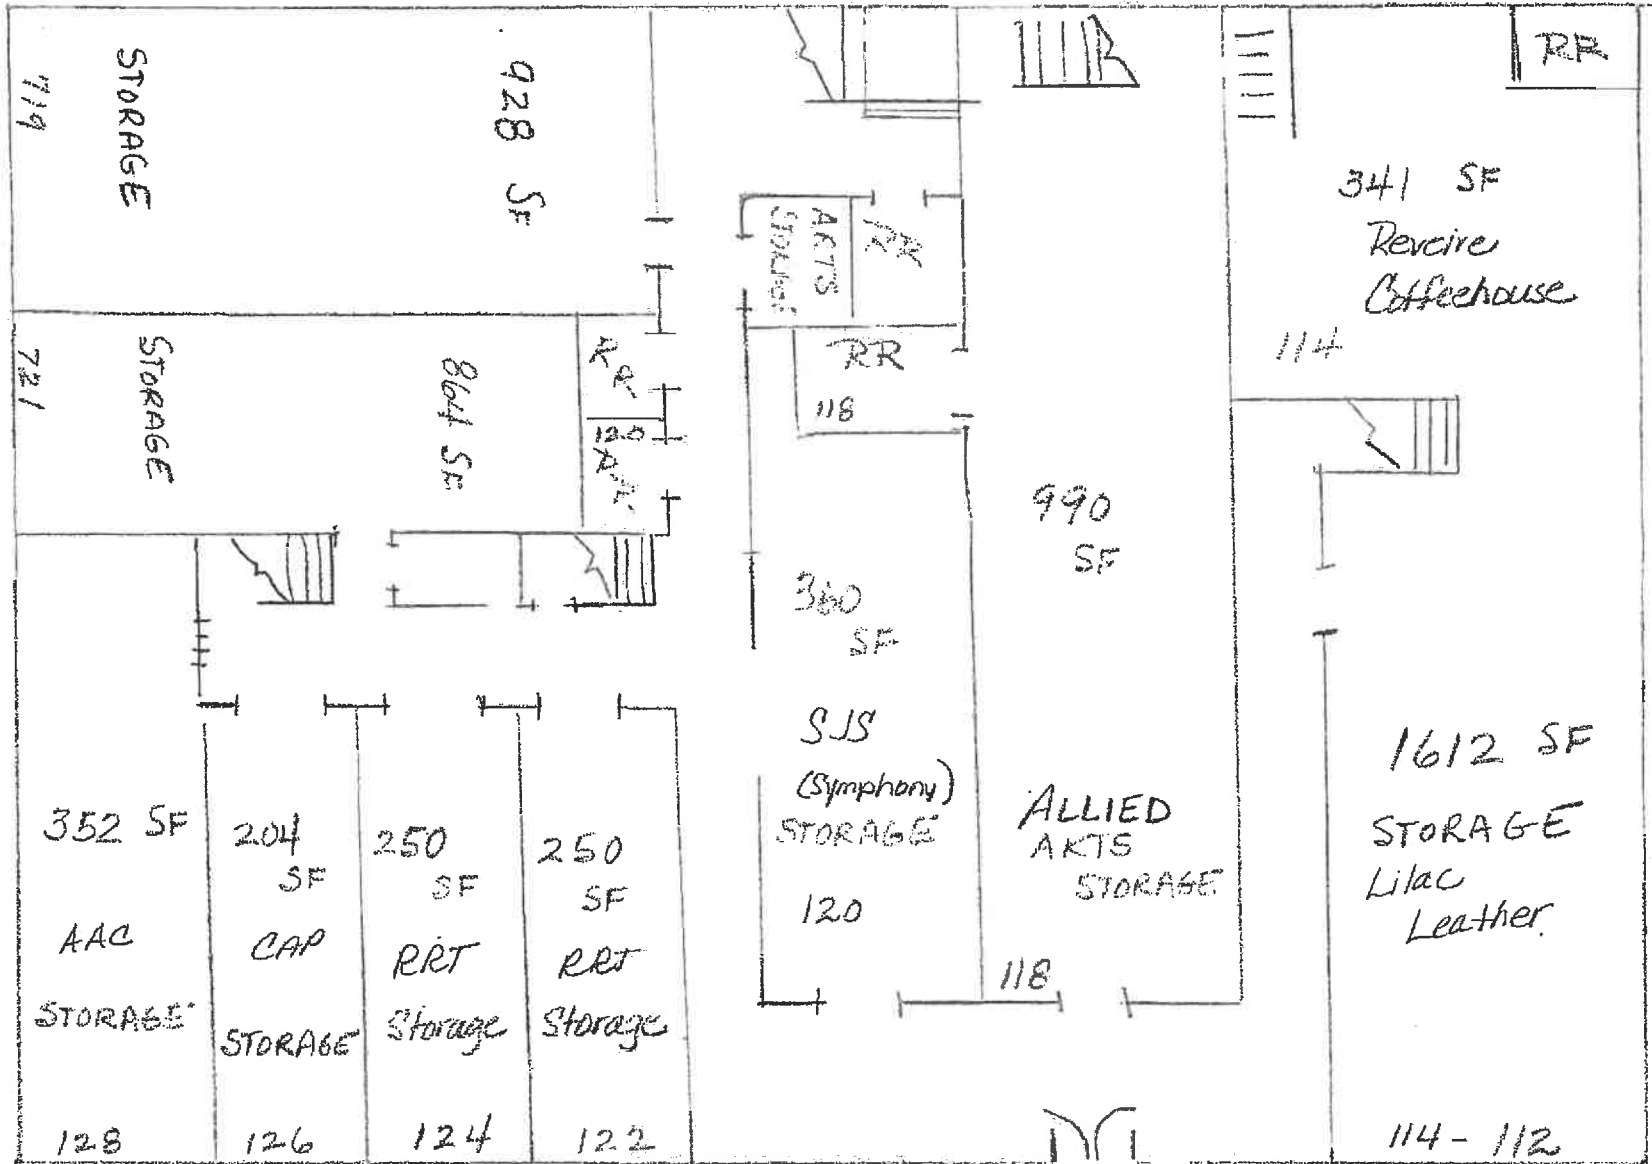 719
STORAGE
928 SF
721
STORAGE
864 SF
RR
120
RR
ARTS
STORAGE
RR
RR
118
RR
341 SF
Reveire
Coffeehouse
114
990
SF
ALLIED
ARTS
STORAGE
118
360
SF
SJS
(Symphony)
STORAGE
120
1612 SF
STORAGE
Lilac
Leather.
114 - 112
352 SF
AAC
STORAGE
128
204
SF
CAP
STORAGE
126
250
SF
RRT
Storage
124
250
SF
RRT
Storage
122